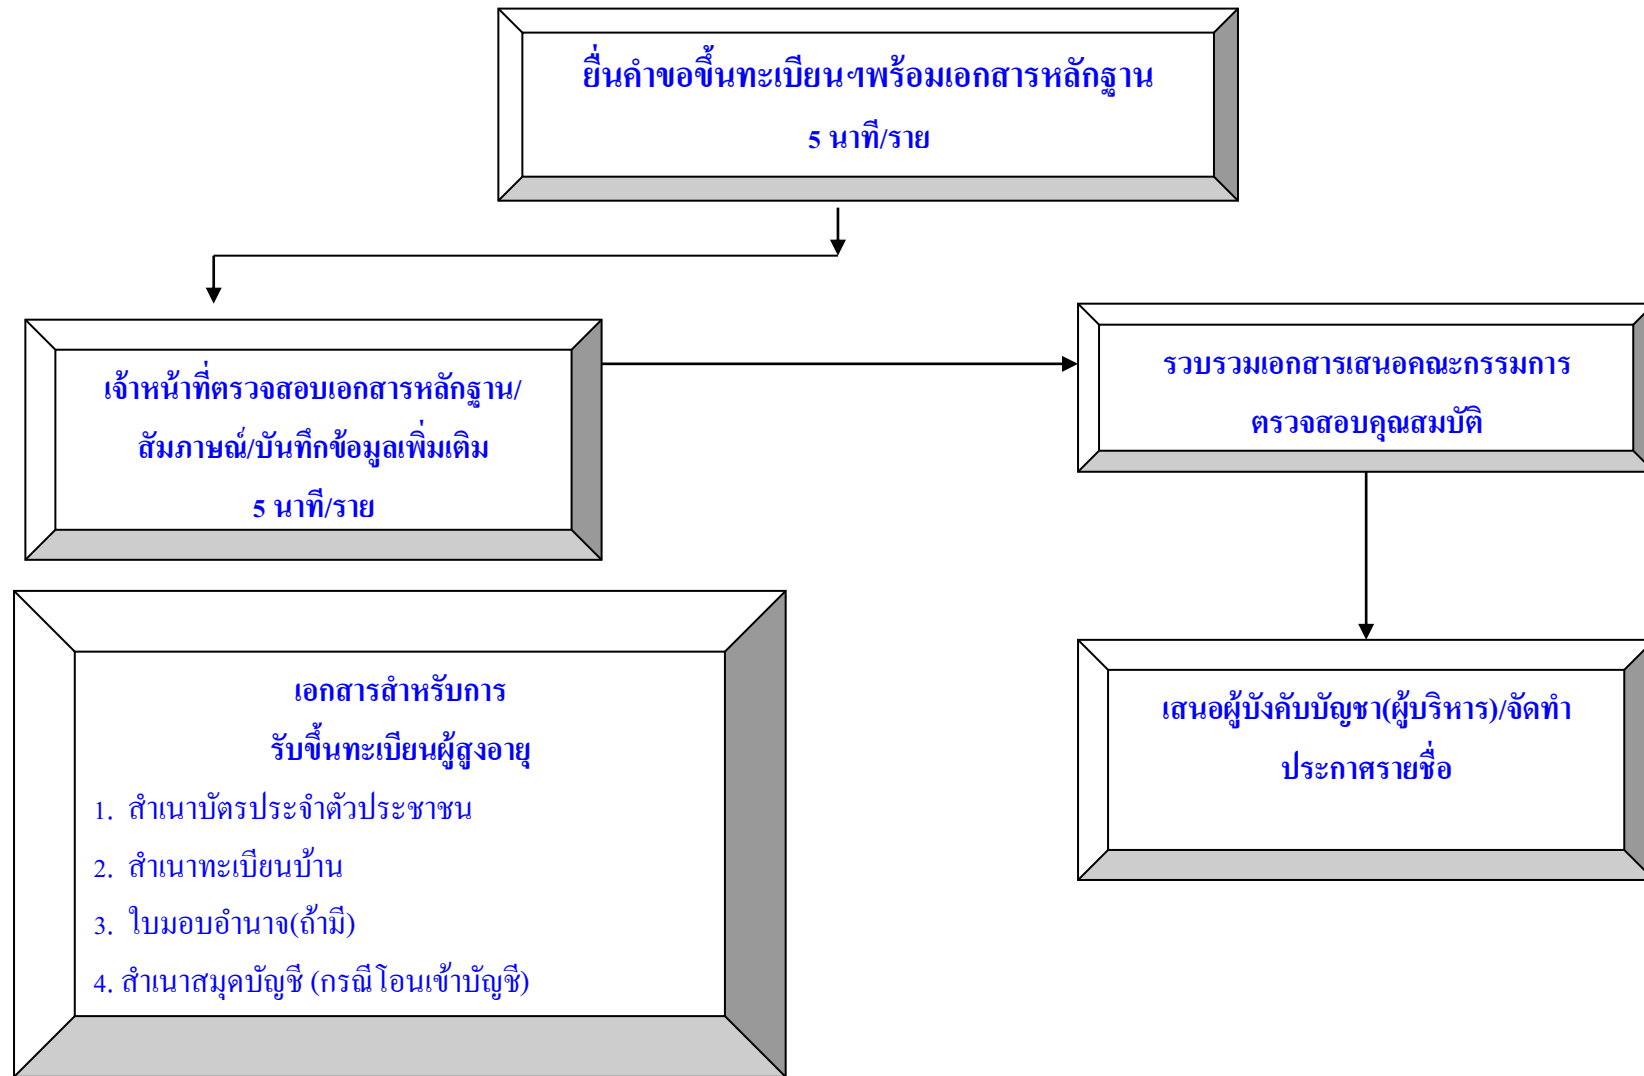 ยื่นคำขอขึ้นทะเบียนฯพร้อมเอกสารหลักฐาน
5 นาที/ราย
เจ้าหน้าที่ตรวจสอบเอกสารหลักฐาน/
สัมภาษณ์/บันทึกข้อมูลเพิ่มเติม
5 นาที/ราย
รวบรวมเอกสารเสนอคณะกรรมการ
ตรวจสอบคุณสมบัติ
เสนอผู้บังคับบัญชา(ผู้บริหาร)/จัดทำ
ประกาศรายชื่อ
เอกสารสำหรับการ
รับขึ้นทะเบียนผู้สูงอายุ
1. สำเนาบัตรประจำตัวประชาชน
2. สำเนาทะเบียนบ้าน
3. ใบมอบอำนาจ(ถ้ามี)
4. สำเนาสมุดบัญชี (กรณีโอนเข้าบัญชี)